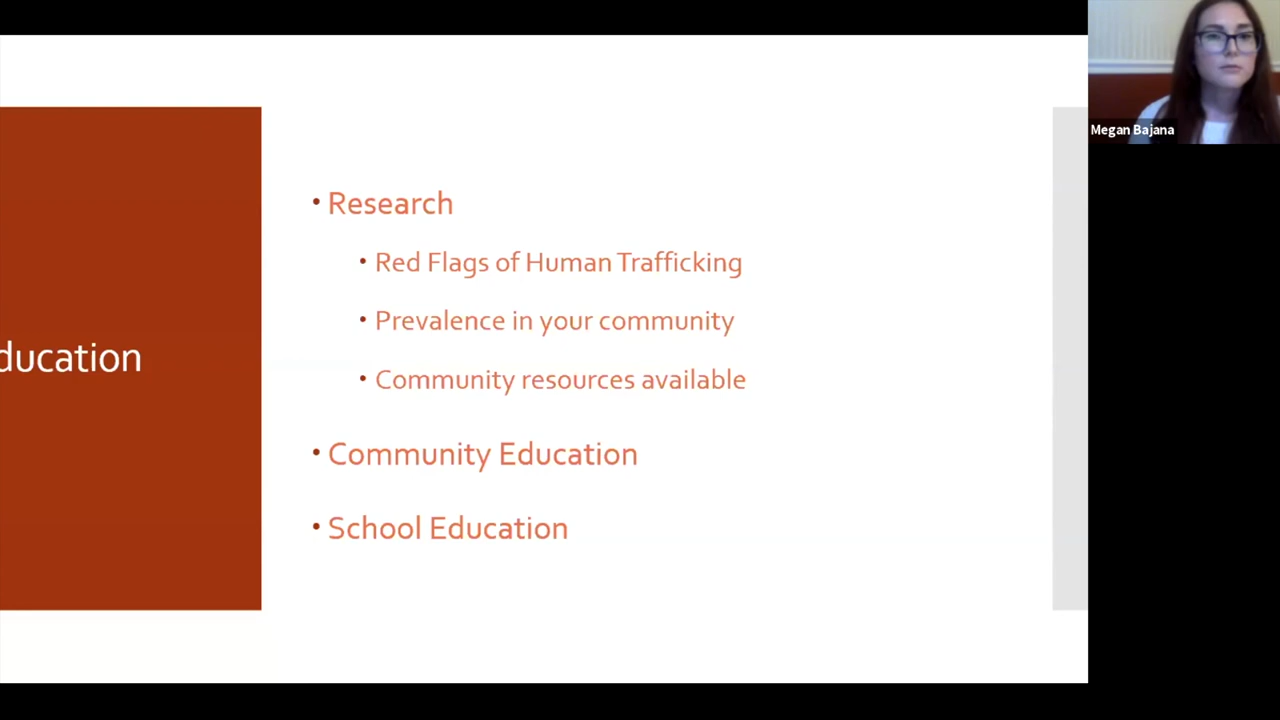 ducation
• Research
• Red Flags of Human Trafficking
• Prevalence in your community
• Community resources available
• Community Education
• School Education
Megan Bajana